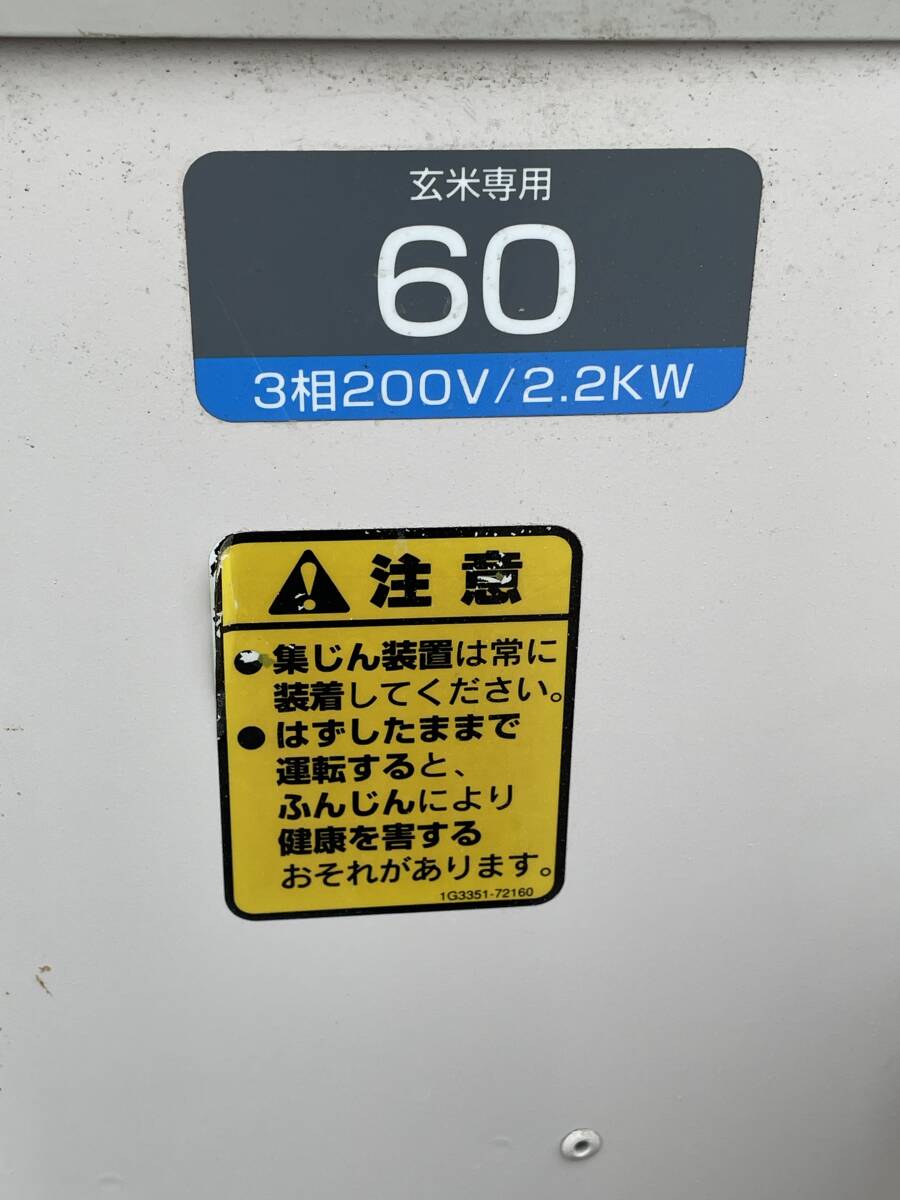 玄米専用
60
3相200V/2.2KW
注意
●集じん装置は常に
装着してください。
●はずしたままで
運転すると、
ふんじんにより
健康を害する
おそれがあります。
1G3351-72160